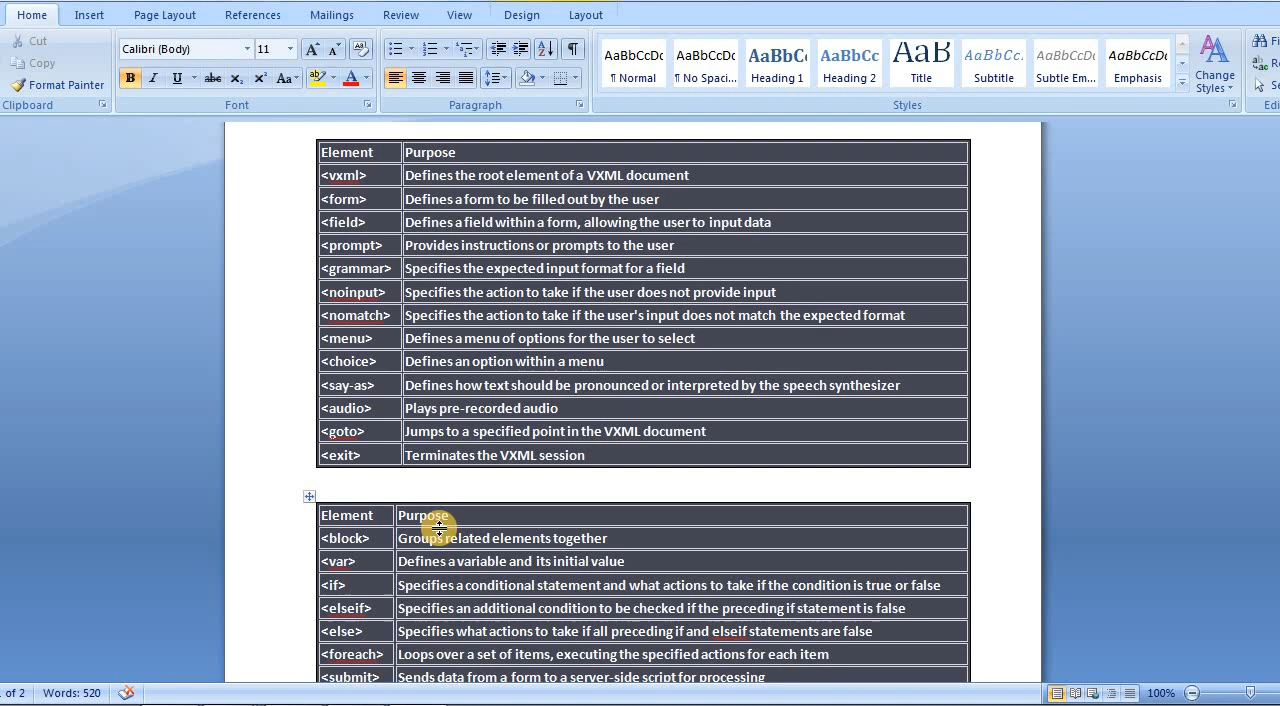 Home Insert Page Layout References Mailings Review View Design Layout
Cut
Copy
Format Painter
Clipboard
Calibri (Body) 11
B I U abc x₂ x² Aa ab A
Font
Paragraph
AaBbCcDc AaBbCcDc AaBbCc AaBbCc AaB AaBbCc. AaBbCcDc AaBbCcDc
¶ Normal ¶ No Spaci... Heading 1 Heading 2 Title Subtitle Subtle Em... Emphasis
Change
Styles
Styles
Fi
Re
Se
Edi
Element Purpose
<vxml> Defines the root element of a VXML document
<form> Defines a form to be filled out by the user
<field> Defines a field within a form, allowing the user to input data
<prompt> Provides instructions or prompts to the user
<grammar> Specifies the expected input format for a field
<noinput> Specifies the action to take if the user does not provide input
<nomatch> Specifies the action to take if the user's input does not match the expected format
<menu> Defines a menu of options for the user to select
<choice> Defines an option within a menu
<say-as> Defines how text should be pronounced or interpreted by the speech synthesizer
<audio> Plays pre-recorded audio
<goto> Jumps to a specified point in the VXML document
<exit> Terminates the VXML session
Element Purpose
<block> Groups related elements together
<var> Defines a variable and its initial value
<if> Specifies a conditional statement and what actions to take if the condition is true or false
<elseif> Specifies an additional condition to be checked if the preceding if statement is false
<else> Specifies what actions to take if all preceding if and elseif statements are false
<foreach> Loops over a set of items, executing the specified actions for each item
<submit> Sends data from a form to a server-side script for processing
of 2 Words: 520 100%